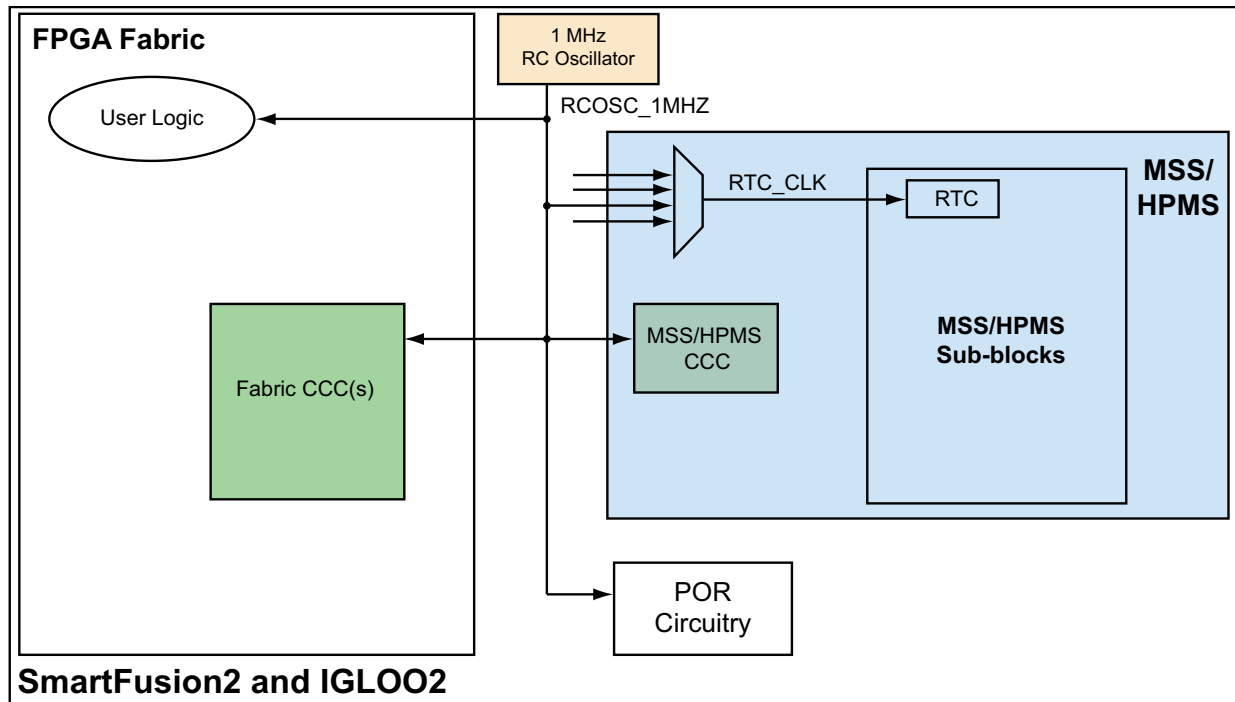 FPGA Fabric
1 MHz
RC Oscillator
User Logic
RCOSC_1MHZ
MSS/
HPMS
RTC_CLK
RTC
Fabric CCC(s)
MSS/HPMS
CCC
MSS/HPMS
Sub-blocks
POR
Circuitry
SmartFusion2 and IGLOO2